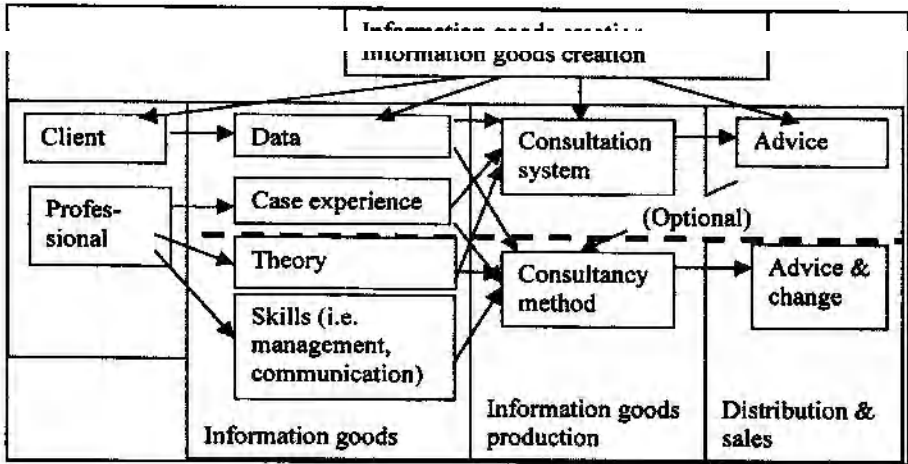 Information goods creation
Client
Data
Consultation
system
Advice
Profes-
sional
Case experience
(Optional)
Theory
Consultancy
method
Advice &
change
Skills (i.e.
management,
communication)
Information goods
Information goods
production
Distribution &
sales